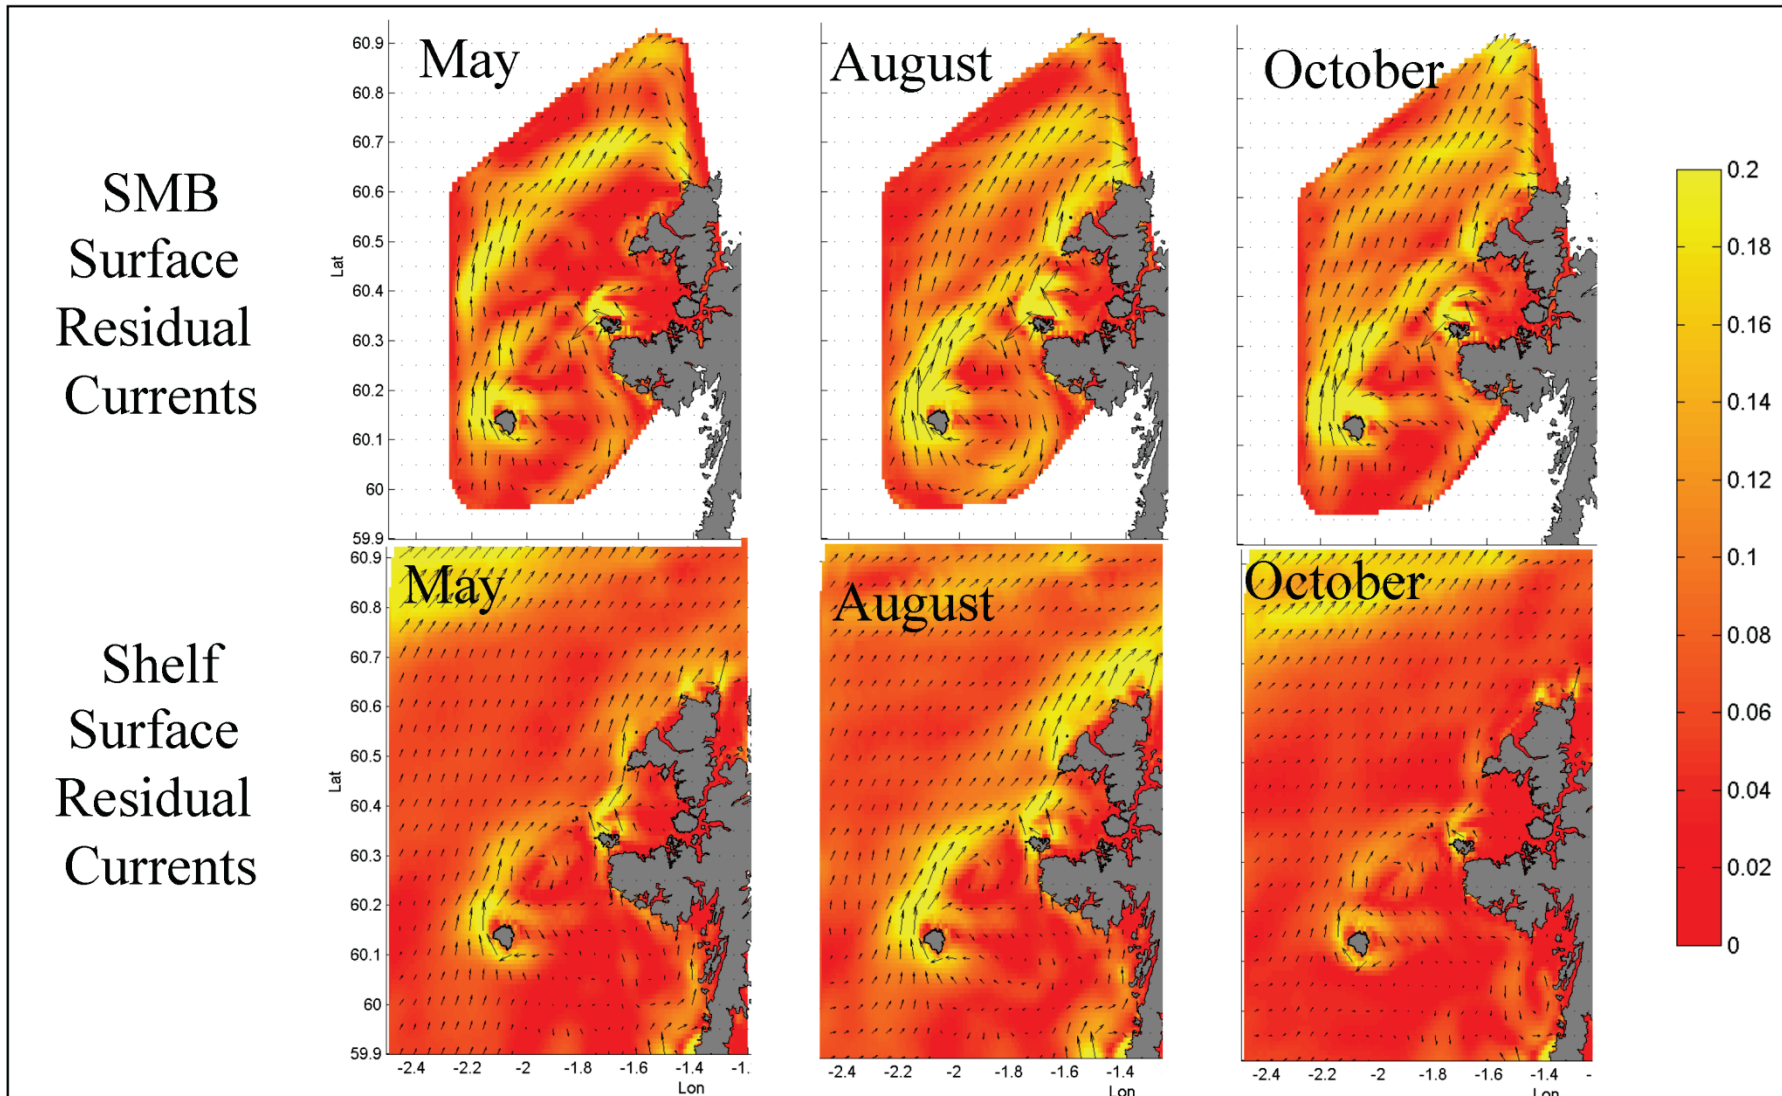 May
August
October
60.9
60.8
60.7
60.6
60.5
60.4
60.3
60.2
60.1
60
59.9
Lat
SMB
Surface
Residual
Currents
May
August
October
60.9
60.8
60.7
60.6
60.5
60.4
60.3
60.2
60.1
60
59.9
Lat
Shelf
Surface
Residual
Currents
-2.4 -2.2 -2 -1.8 -1.6 -1.4 -1.
Lon
-2.4 -2.2 -2 -1.8 -1.6 -1.4
Lon
-2.4 -2.2 -2 -1.8 -1.6 -1.4 -
Lon
0.2
0.18
0.16
0.14
0.12
0.1
0.08
0.06
0.04
0.02
0